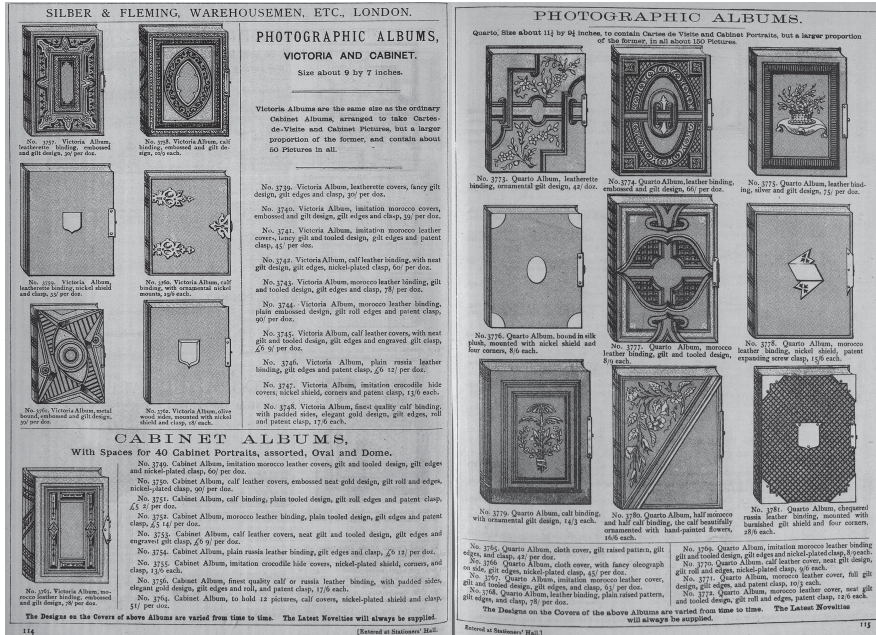 SILBER & FLEMING, WAREHOUSEMEN, ETC., LONDON.
No. 3757. Victoria Album,
leatherette binding, embossed
and gilt design, 39/ per doz.
No. 3758. Victoria Album, calf
binding, embossed and gilt de-
sign, 10/9 each.
No. 3759. Victoria Album,
leatherette binding, nickel shield
and clasp, 55/ per doz.
No. 3760. Victoria Album, calf
binding, with ornamental nickel
mounts, 15/6 each.
No. 3761. Victoria Album, metal
bound, embossed and gilt design,
39/ per doz.
No. 3762. Victoria Album, olive
wood sides, mounted with nickel
shield and clasp, 18/ each.
PHOTOGRAPHIC ALBUMS,
VICTORIA AND CABINET.
Size about 9 by 7 inches.
Victoria Albums are the same size as the ordinary
Cabinet Albums, arranged to take Cartes-
de-Visite and Cabinet Pictures, but a larger
proportion of the former, and contain about
50 Pictures in all.
No. 3739. Victoria Album, leatherette covers, fancy gilt
design, gilt edges and clasp, 30/ per doz.
No. 3740. Victoria Album, imitation morocco covers,
embossed and gilt design, gilt edges and clasp, 39/ per doz.
No. 3741. Victoria Album, imitation morocco leather
covers, fancy gilt and tooled design, gilt edges and patent
clasp, 45/ per doz.
No. 3742. Victoria Album, calf leather binding, with neat
gilt design, gilt edges, nickel-plated clasp, 60/ per doz.
No. 3743. Victoria Album, morocco leather binding, gilt
and tooled design, gilt edges and clasp, 78/ per doz.
No. 3744. Victoria Album, morocco leather binding,
plain embossed design, gilt roll edges and patent clasp,
90/ per doz.
No. 3745. Victoria Album, calf leather covers, with neat
gilt and tooled design, gilt edges and engraved gilt clasp,
£6 9/ per doz.
No. 3746. Victoria Album, plain russia leather
binding, gilt edges and patent clasp, £6 12/ per doz.
No. 3747. Victoria Album, imitation crocodile hide
covers, nickel shield, corners and patent clasp, 13/6 each.
No. 3748. Victoria Album, finest quality calf binding,
with padded sides, elegant gold design, gilt edges, roll
and patent clasp, 17/6 each.
CABINET ALBUMS,
With Spaces for 40 Cabinet Portraits, assorted, Oval and Dome.
No. 3749. Cabinet Album, imitation morocco leather covers, gilt and tooled design, gilt edges
and nickel-plated clasp, 60/ per doz.
No. 3750. Cabinet Album, calf leather covers, embossed neat gold design, gilt roll and edges,
nickel-plated clasp, 90/ per doz.
No. 3751. Cabinet Album, calf binding, plain tooled design, gilt roll edges and patent clasp,
£5 2/ per doz.
No. 3752. Cabinet Album, morocco leather binding, plain tooled design, gilt edges and patent
clasp, £5 14/ per doz.
No. 3753. Cabinet Album, calf leather covers, neat gilt and tooled design, gilt edges and
engraved gilt clasp, £6 9/ per doz.
No. 3754. Cabinet Album, plain russia leather binding, gilt edges and clasp, £6 12/ per doz.
No. 3755. Cabinet Album, imitation crocodile hide covers, nickel-plated shield, corners, and
clasp, 13/6 each.
No. 3756. Cabinet Album, finest quality calf or russia leather binding, with padded sides,
elegant gold design, gilt edges and roll, and patent clasp, 17/6 each.
No. 3764. Cabinet Album, to hold 12 pictures, calf covers, nickel-plated shield and clasp,
51/ per doz.
No. 3763. Victoria Album, mo-
rocco leather binding, embossed
and gilt design, 78/ per doz.
The Designs on the Covers of the above Albums are varied from time to time. The Latest Novelties will always be supplied.
114
[Entered at Stationers' Hall.
PHOTOGRAPHIC ALBUMS.
Quarto, Size about 11½ by 9½ inches, to contain Cartes de Visite and Cabinet Portraits, but a larger proportion
of the former, in all about 150 Pictures.
No. 3773. Quarto Album, leatherette
binding, ornamental gilt design, 42/ doz.
No. 3774. Quarto Album, leather binding,
embossed and gilt design, 66/ per doz.
No. 3775. Quarto Album, leather bind-
ing, silver and gilt design, 75/ per doz.
No. 3776. Quarto Album, bound in silk
plush, mounted with nickel shield and
four corners, 8/6 each.
No. 3777. Quarto Album, morocco
leather binding, gilt and tooled design,
8/9 each.
No. 3778. Quarto Album, morocco
leather binding, nickel shield, patent
expanding screw clasp, 15/6 each.
No. 3779. Quarto Album, calf binding,
with ornamental gilt design, 14/3 each.
No. 3780. Quarto Album, half morocco
and half calf binding, the calf beautifully
ornamented with hand-painted flowers,
16/6 each.
No. 3781. Quarto Album, chequered
russia leather binding, mounted with
burnished gilt shield and four corners,
28/6 each.
No. 3765. Quarto Album, cloth cover, gilt raised pattern, gilt
edges, and clasp, 42/ per doz.
No. 3766 Quarto Album, cloth cover, with fancy oleograph
on side, gilt edges, nickel-plated clasp, 45/ per doz.
No. 3767. Quarto Album, imitation morocco leather cover,
gilt and tooled design, gilt edges, and clasp, 63/ per doz.
No. 3768. Quarto Album, leather binding, plain raised pattern,
gilt edges, and clasp, 78/ per doz.
No. 3769. Quarto Album, imitation morocco leather binding
gilt and tooled design, gilt edges and nickel-plated clasp, 8/9 each.
No. 3770. Quarto Album, calf leather cover, neat gilt design,
gilt roll and edges, nickel-plated clasp, 9/6 each.
No. 3771. Quarto Album, morocco leather cover, full gilt
design, gilt edges, and patent clasp, 10/3 each.
No. 3772. Quarto Album, morocco leather cover, neat gilt
and tooled design, gilt roll and edges, patent clasp, 12/6 each.
The Designs on the Covers of the above Albums are varied from time to time. The Latest Novelties
will always be supplied.
Entered at Stationers' Hall.]
115